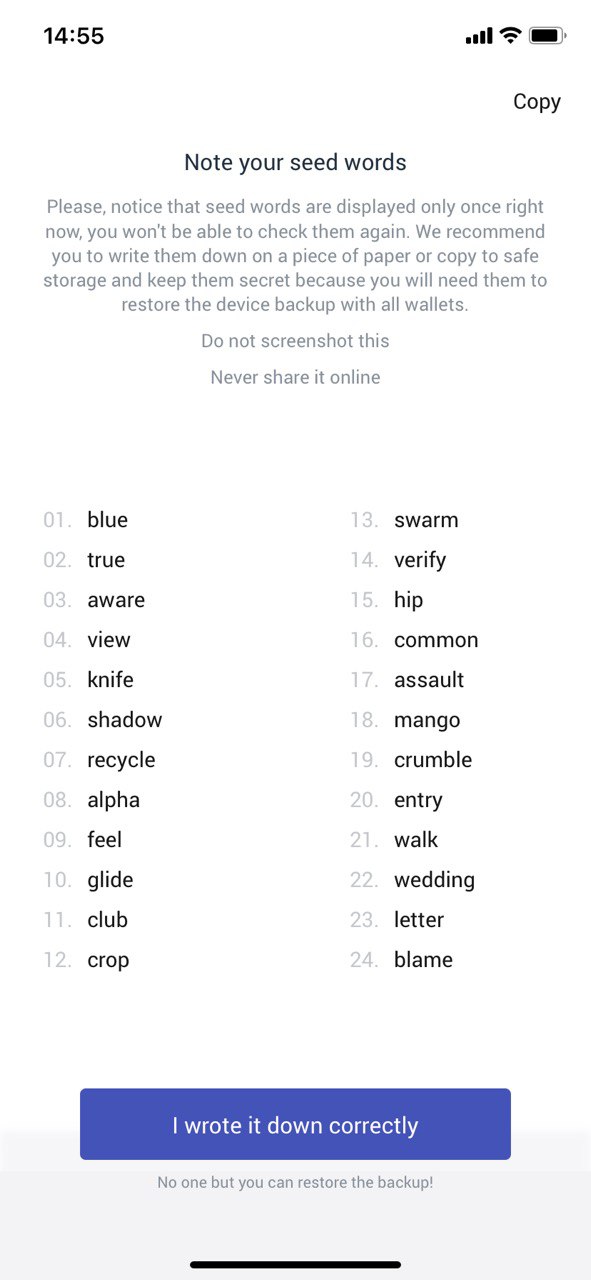 14:55
Copy
Note your seed words
Please, notice that seed words are displayed only once right
now, you won't be able to check them again. We recommend
you to write them down on a piece of paper or copy to safe
storage and keep them secret because you will need them to
restore the device backup with all wallets.
Do not screenshot this
Never share it online
01. blue
02. true
03. aware
04. view
05. knife
06. shadow
07. recycle
08. alpha
09. feel
10. glide
11. club
12. crop
13. swarm
14. verify
15. hip
16. common
17. assault
18. mango
19. crumble
20. entry
21. walk
22. wedding
23. letter
24. blame
I wrote it down correctly
No one but you can restore the backup!